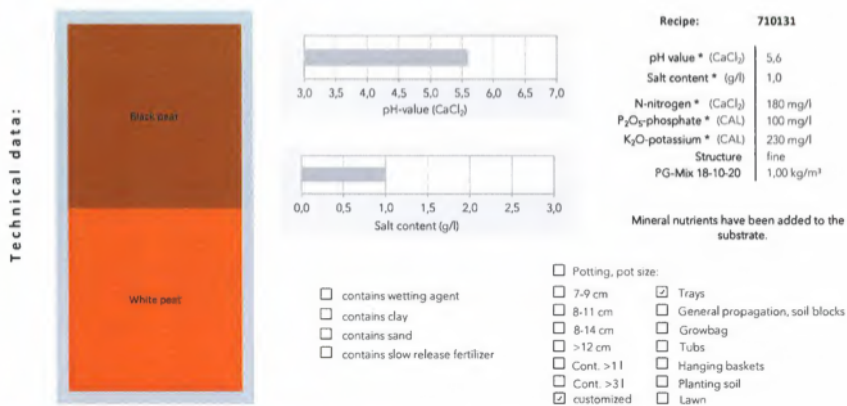 Technical data:
Black peat
White peat
3,0 3,5 4,0 4,5 5,0 5,5 6,0 6,5 7,0
pH-value (CaCl₂)
0,0 0,5 1,0 1,5 2,0 2,5 3,0
Salt content (g/l)
Recipe: 710131
pH value * (CaCl₂) 5,6
Salt content * (g/l) 1,0
N-nitrogen * (CaCl₂) 180 mg/l
P₂O₅-phosphate * (CAL) 100 mg/l
K₂O-potassium * (CAL) 230 mg/l
Structure fine
PG-Mix 18-10-20 1,00 kg/m³
Mineral nutrients have been added to the
substrate.
☐ contains wetting agent
☐ contains clay
☐ contains sand
☐ contains slow release fertilizer
☐ Potting, pot size:
☐ 7-9 cm ☑ Trays
☐ 8-11 cm ☐ General propagation, soil blocks
☐ 8-14 cm ☐ Growbag
☐ >12 cm ☐ Tubs
☐ Cont. >1 l ☐ Hanging baskets
☐ Cont. >3 l ☐ Planting soil
☑ customized ☐ Lawn